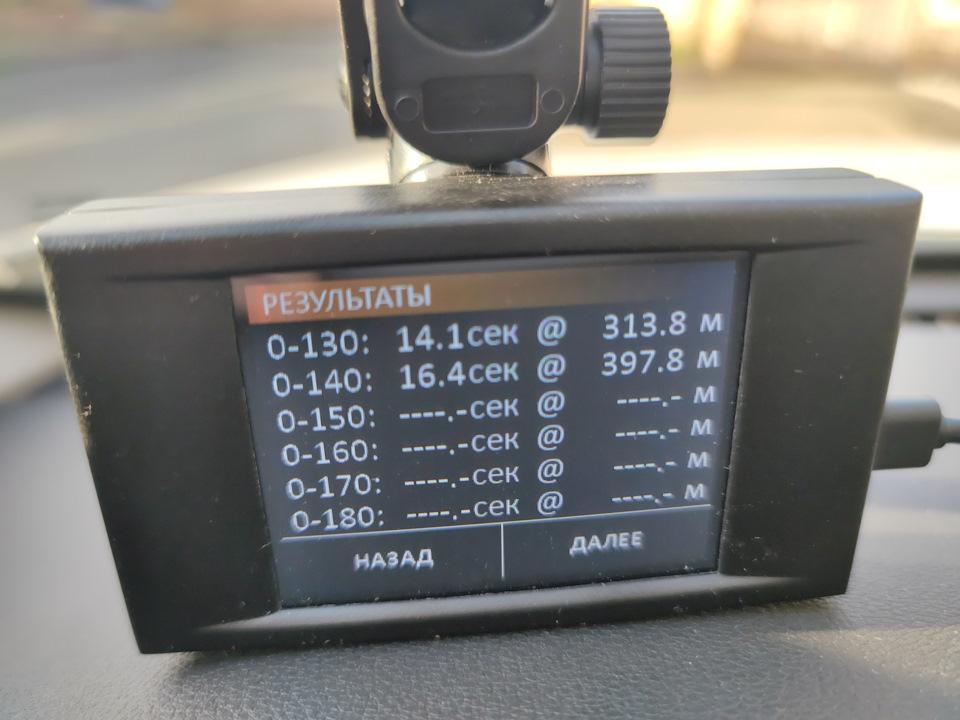 РЕЗУЛЬТАТЫ
0-130: 14.1сек @ 313.8 м
0-140: 16.4сек @ 397.8 м
0-150: ----.-сек @ ----.- м
0-160: ----.-сек @ ----.- м
0-170: ----.-сек @ ----.- м
0-180: ----.-сек @ ----.- м
НАЗАД ДАЛЕЕ